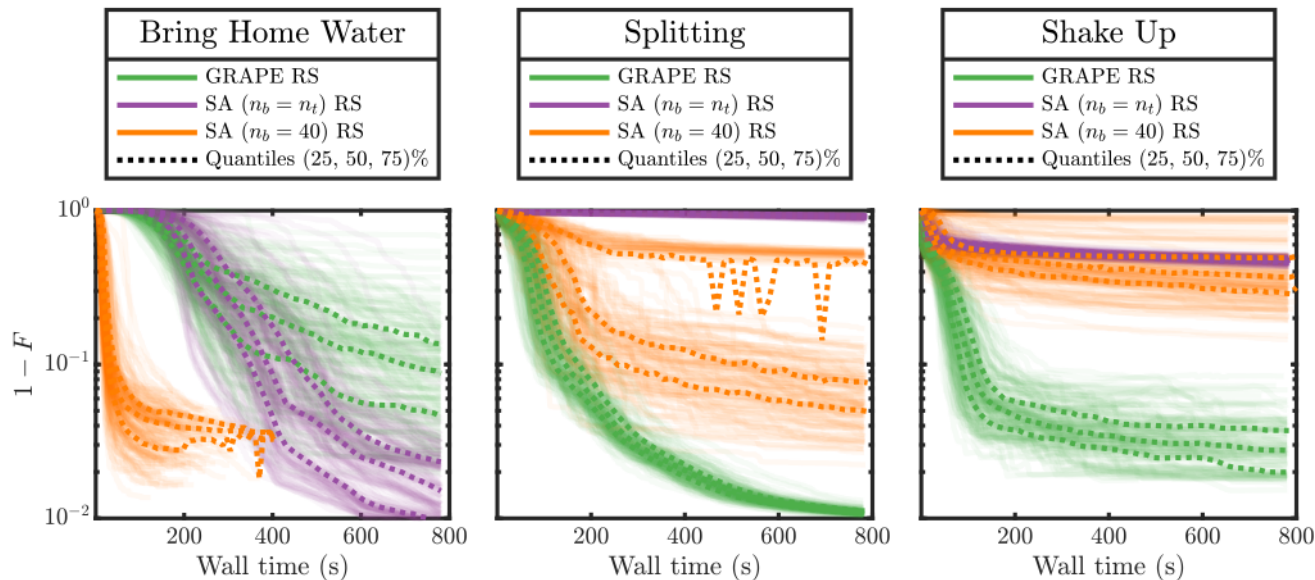 Bring Home Water
GRAPE RS
SA (n_b = n_t) RS
SA (n_b = 40) RS
Quantiles (25, 50, 75)%
Splitting
GRAPE RS
SA (n_b = n_t) RS
SA (n_b = 40) RS
Quantiles (25, 50, 75)%
Shake Up
GRAPE RS
SA (n_b = n_t) RS
SA (n_b = 40) RS
Quantiles (25, 50, 75)%
1 − F
10^0
10^−1
10^−2
200 400 600 800
Wall time (s)
200 400 600 800
Wall time (s)
200 400 600 800
Wall time (s)